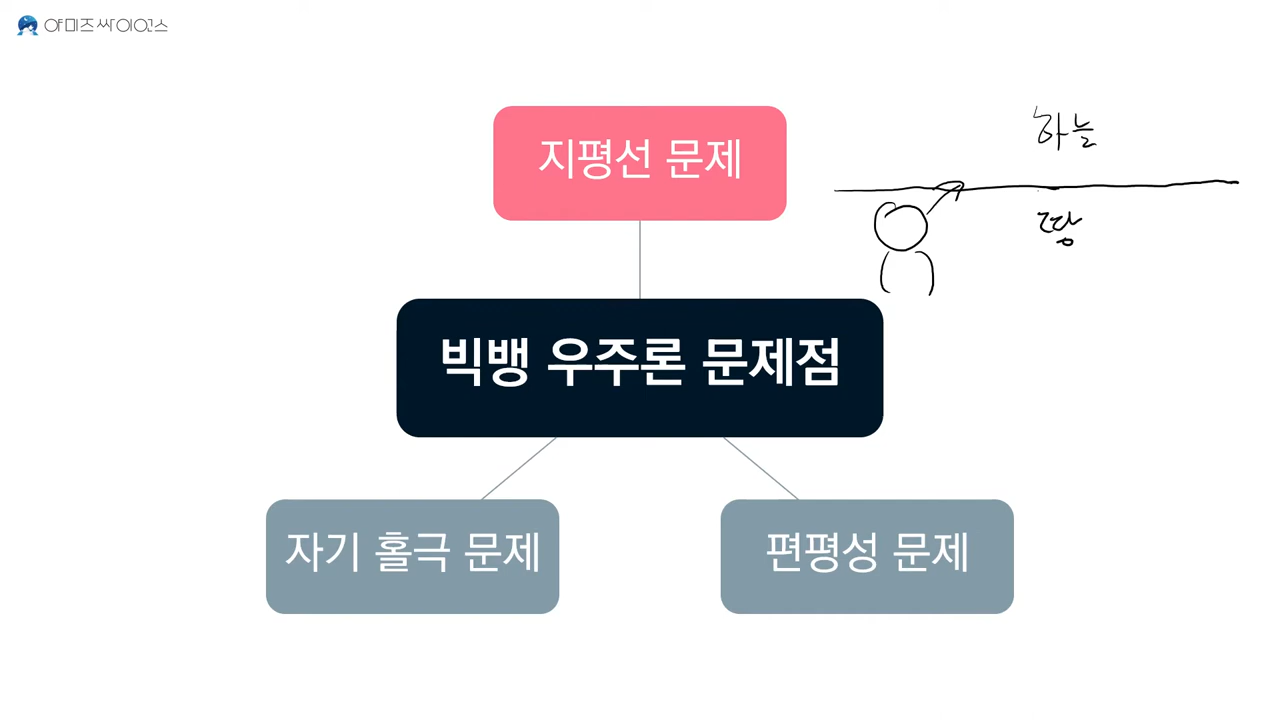 야미즈 싸이언스
지평선 문제
하늘
땅
빅뱅 우주론 문제점
자기 홀극 문제
편평성 문제